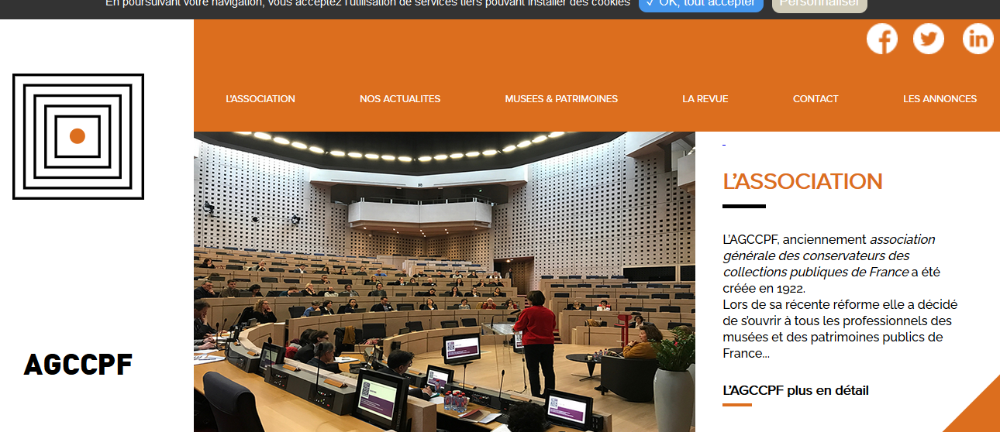 En poursuivant votre navigation, vous acceptez l'utilisation de services tiers pouvant installer des cookies
✓ OK, tout accepter
Personnaliser
L'ASSOCIATION
NOS ACTUALITES
MUSEES & PATRIMOINES
LA REVUE
CONTACT
LES ANNONCES
AGCCPF
-
L'ASSOCIATION
L'AGCCPF, anciennement association
générale des conservateurs des
collections publiques de France a été
créée en 1922.
Lors de sa récente réforme elle a décidé
de s'ouvrir à tous les professionnels des
musées et des patrimoines publics de
France...
L'AGCCPF plus en détail